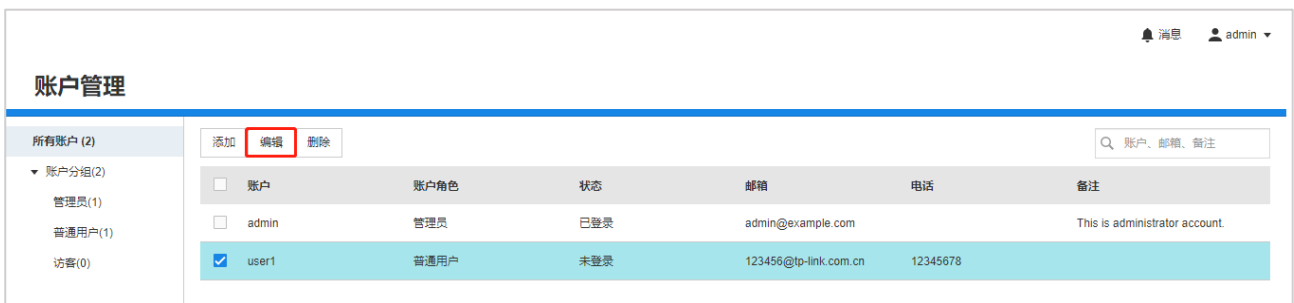 消息 admin
账户管理
所有账户 (2)
账户分组(2)
管理员(1)
普通用户(1)
访客(0)
添加 编辑 删除
账户、邮箱、备注
账户 账户角色 状态 邮箱 电话 备注
admin 管理员 已登录 admin@example.com This is administrator account.
user1 普通用户 未登录 123456@tp-link.com.cn 12345678